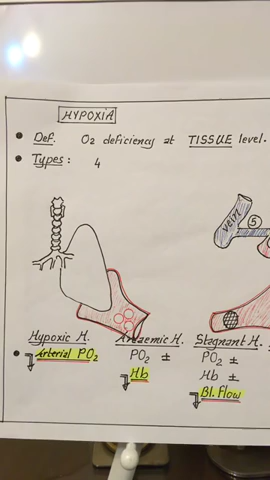 HYPOXIA
• Def. O2 deficiency at TISSUE level.
• Types: 4
vein
5
Hypoxic H. Anaemic H. Stagnant H.
• ↓ Arterial PO2 PO2 ± PO2 ±
↓ Hb Hb ±
↓ Bl. Flow